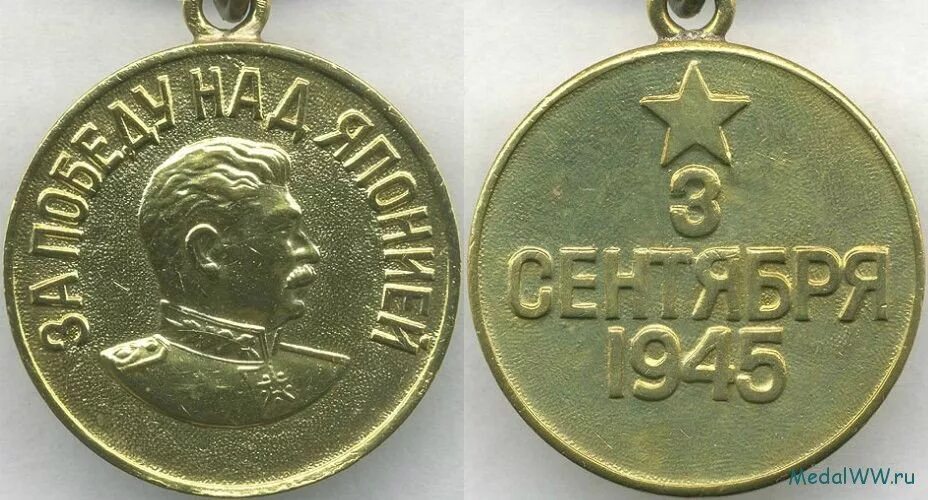 ЗА ПОБЕДУ НАД ЯПОНИЕЙ
3
СЕНТЯБРЯ
1945
MedalWW.ru